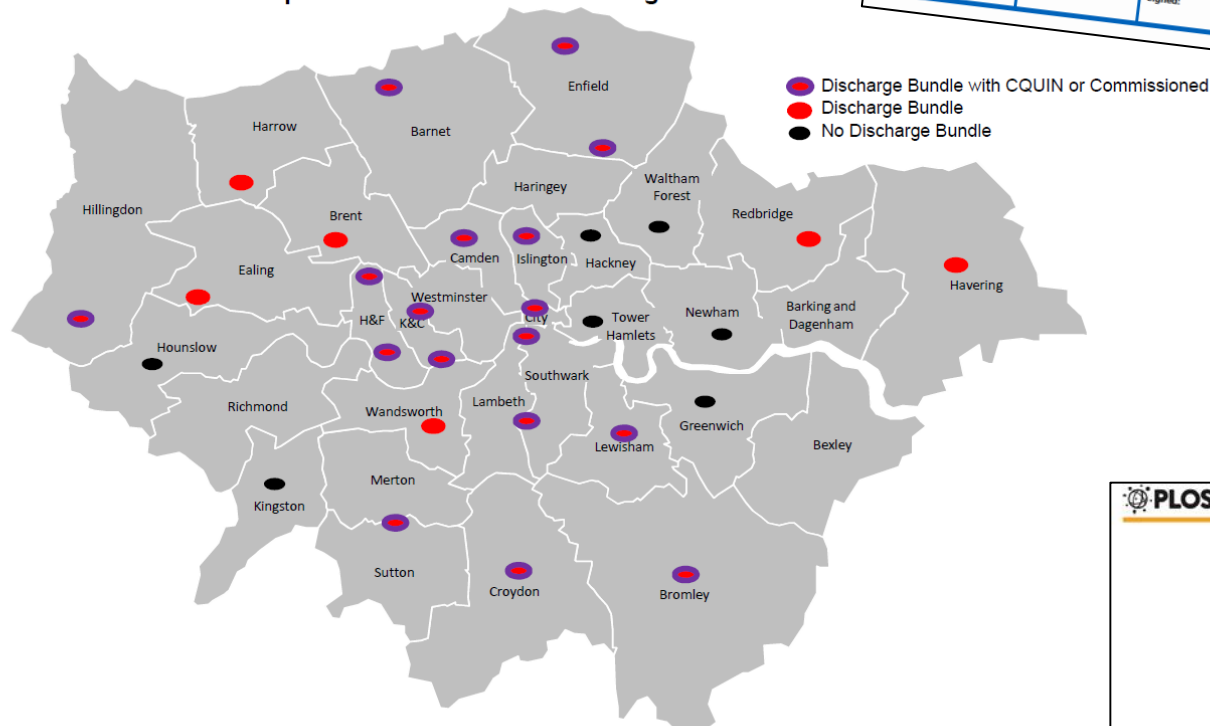 signed:
Discharge Bundle with CQUIN or Commissioned
Discharge Bundle
No Discharge Bundle
Enfield
Harrow
Barnet
Haringey
Waltham
Forest
Hillingdon
Brent
Redbridge
Ealing
Camden
Islington
Hackney
Havering
Westminster
H&F
K&C
City
Tower
Hamlets
Newham
Barking and
Dagenham
Hounslow
Southwark
Richmond
Wandsworth
Lambeth
Greenwich
Lewisham
Bexley
Merton
Kingston
Sutton
Croydon
Bromley
PLOS